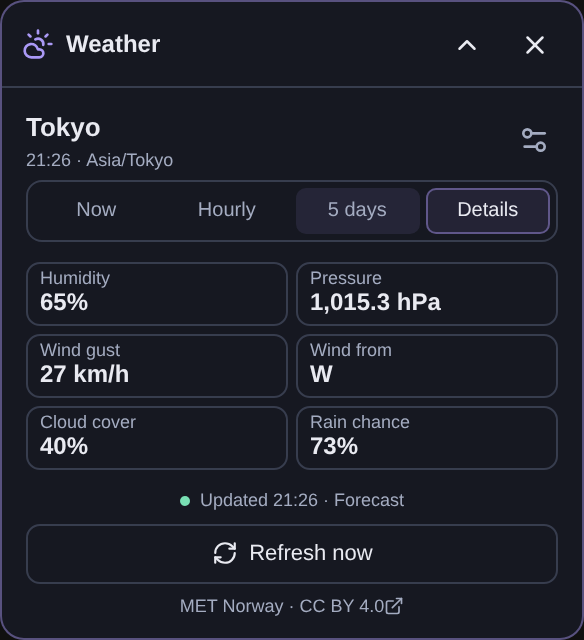 Weather
Tokyo
21:26 · Asia/Tokyo
Now Hourly 5 days Details
Humidity Pressure
65% 1,015.3 hPa
Wind gust Wind from
27 km/h W
Cloud cover Rain chance
40% 73%
Updated 21:26 · Forecast
Refresh now
MET Norway · CC BY 4.0